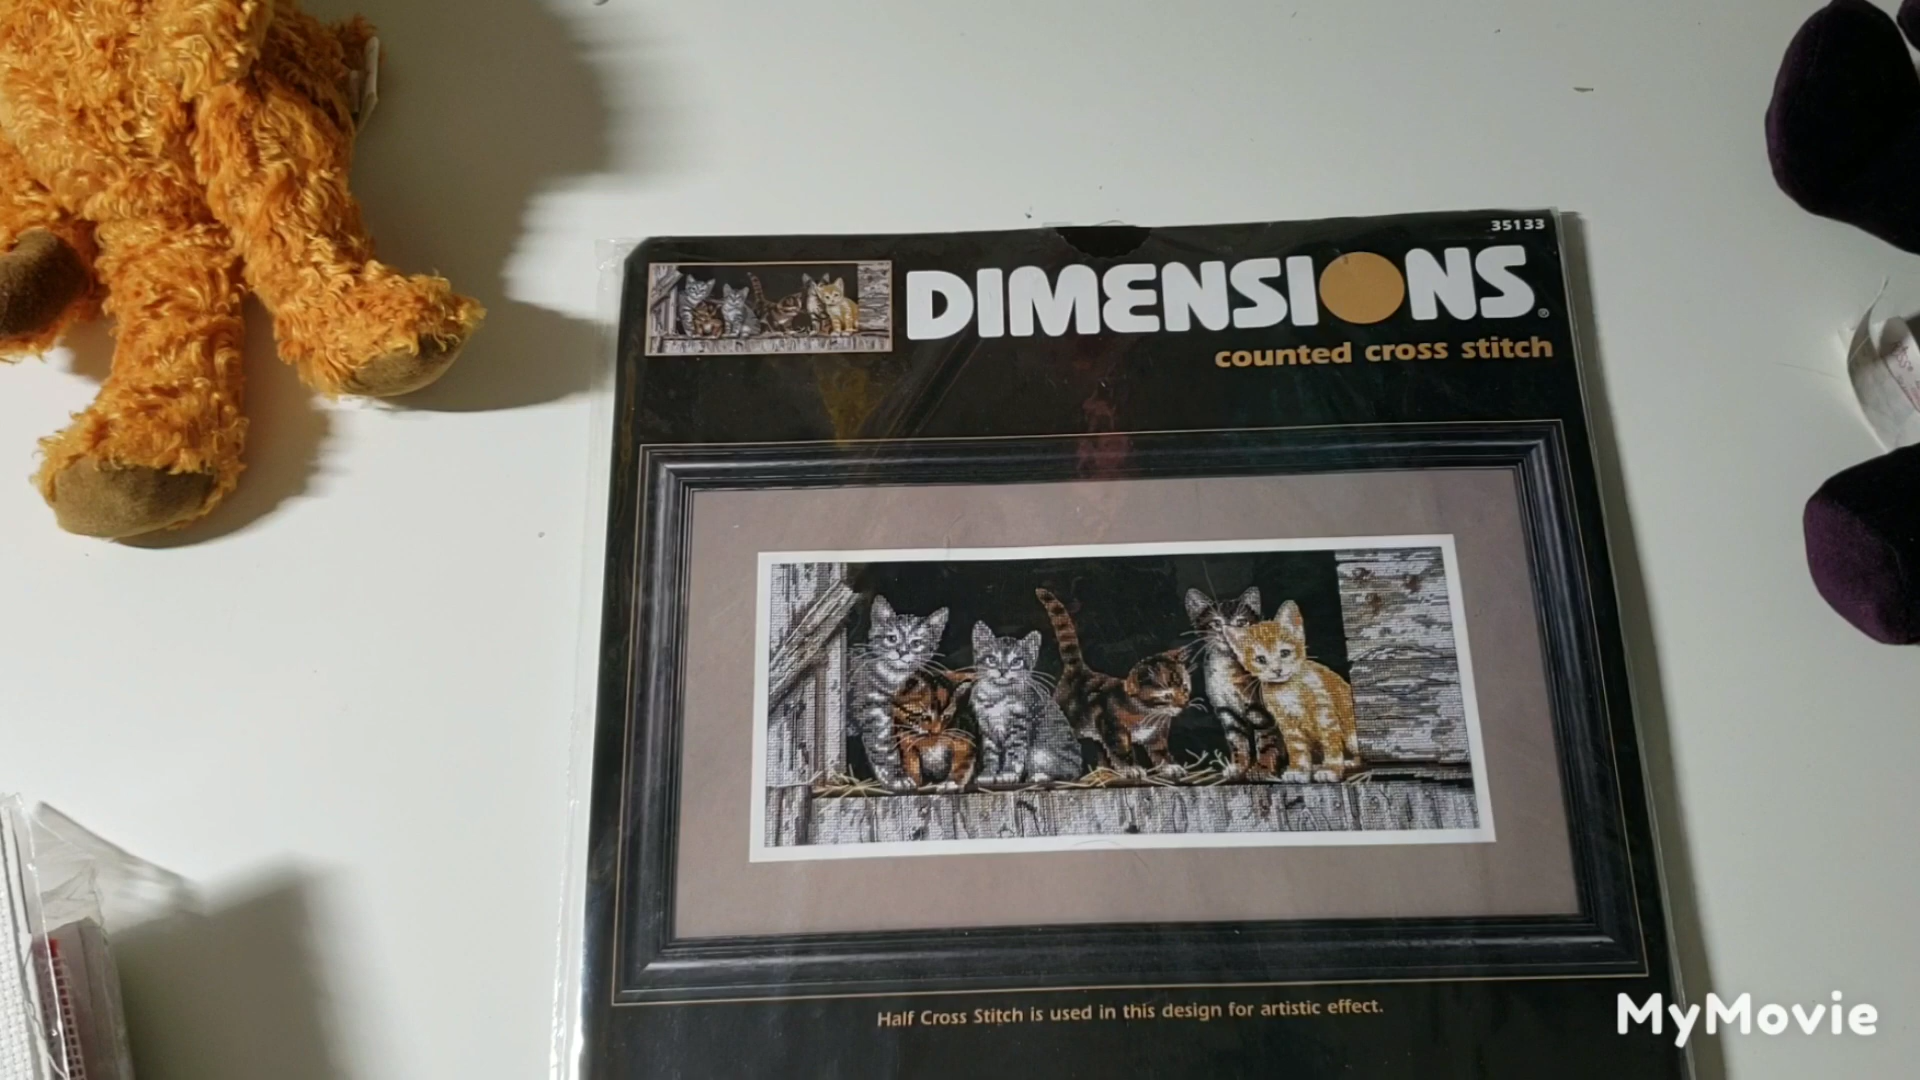 35133
DIMENSIONS®
counted cross stitch
Half Cross Stitch is used in this design for artistic effect.
MyMovie